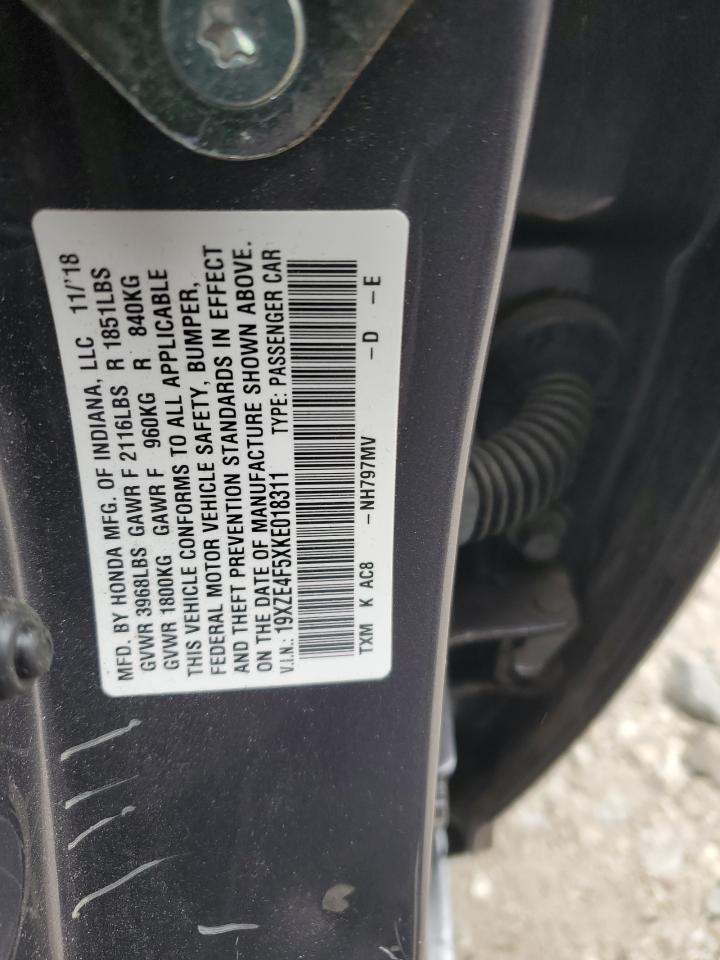 MFD. BY HONDA MFG. OF INDIANA, LLC 11/'18
GVWR 3968LBS GAWR F 2116LBS R 1851LBS
GVWR 1800KG GAWR F 960KG R 840KG
THIS VEHICLE CONFORMS TO ALL APPLICABLE
FEDERAL MOTOR VEHICLE SAFETY, BUMPER,
AND THEFT PREVENTION STANDARDS IN EFFECT
ON THE DATE OF MANUFACTURE SHOWN ABOVE.
V.I.N.: 19XZE4F5XKE018311 TYPE: PASSENGER CAR
TXM K AC8 -NH797MV -D -E